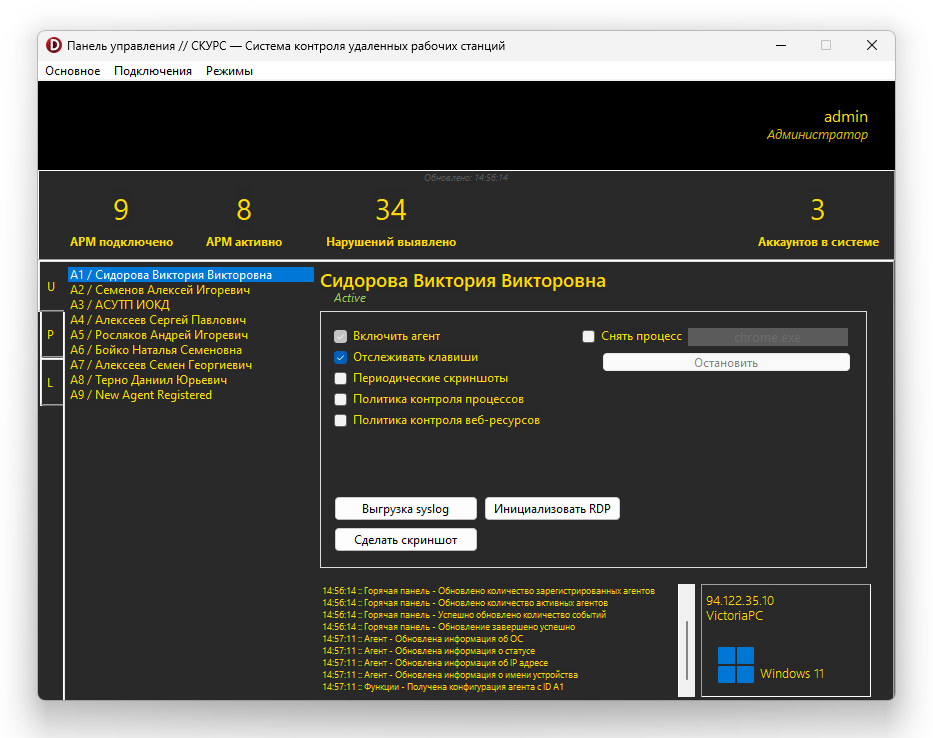 Панель управления // СКУРС — Система контроля удаленных рабочих станций
Основное Подключения Режимы
admin
Администратор
Обновлено: 14:56:14
9 8 34 3
АРМ подключено АРМ активно Нарушений выявлено Аккаунтов в системе
U
P
L
A1 / Сидорова Виктория Викторовна
A2 / Семенов Алексей Игоревич
A3 / АСУТП ИОКД
A4 / Алексеев Сергей Павлович
A5 / Росляков Андрей Игоревич
A6 / Бойко Наталья Семеновна
A7 / Алексеев Семен Георгиевич
A8 / Терно Даниил Юрьевич
A9 / New Agent Registered
Сидорова Виктория Викторовна
Active
Включить агент
Отслеживать клавиши
Периодические скриншоты
Политика контроля процессов
Политика контроля веб-ресурсов
Снять процесс chrome.exe
Остановить
Выгрузка syslog Инициализовать RDP
Сделать скриншот
14:56:14 :: Горячая панель - Обновлено количество зарегистрированных агентов
14:56:14 :: Горячая панель - Обновлено количество активных агентов
14:56:14 :: Горячая панель - Успешно обновлено количество событий
14:56:14 :: Горячая панель - Обновление завершено успешно
14:57:11 :: Агент - Обновлена информация об ОС
14:57:11 :: Агент - Обновлена информация о статусе
14:57:11 :: Агент - Обновлена информация об IP адресе
14:57:11 :: Агент - Обновлена информация о имени устройства
14:57:11 :: Функции - Получена конфигурация агента с ID A1
94.122.35.10
VictoriaPC
Windows 11